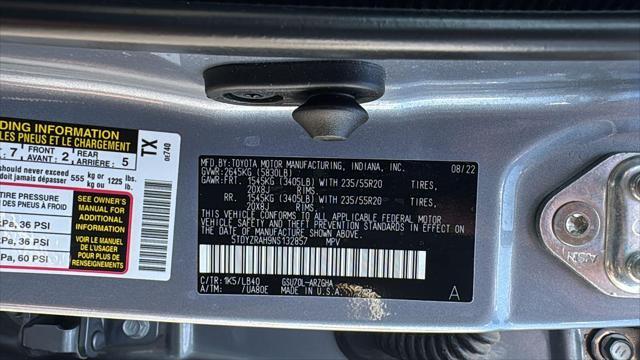 DING INFORMATION
LES PNEUS ET LE CHARGEMENT
7 FRONT AVANT: 2 REAR ARRIÈRE 5
TX
0r740
d never exceed 555 kg or 1225 lbs.
doit jamais dépasser kg ou lb.
TIRE PRESSURE
PRESSION DES PNEUS À FROID
Pa, 36 PSI
Pa, 36 PSI
Pa, 60 PSI
SEE OWNER'S
MANUAL FOR
ADDITIONAL
INFORMATION
VOIR LE MANUEL
DE L'USAGER
POUR PLUS DE
RENSEIGNEMENTS
MFD.BY:TOYOTA MOTOR MANUFACTURING, INDIANA, INC. 08/22
GVWR:2645KG (5830LB)
GAWR:FRT. 1545KG (3405LB) WITH 235/55R20 TIRES,
20X8J RIMS
RR. 1545KG (3405LB) WITH 235/55R20 TIRES,
20X8J RIMS
THIS VEHICLE CONFORMS TO ALL APPLICABLE FEDERAL MOTOR
VEHICLE SAFETY AND THEFT PREVENTION STANDARDS IN EFFECT
ON THE DATE OF MANUFACTURE SHOWN ABOVE.
5TDYZRAH9NS132857 MPV
C/TR: 1K5/LB40 GSU70L-ARZGHA
A/TM: /UA80E MADE IN U.S.A.
A
AISIN